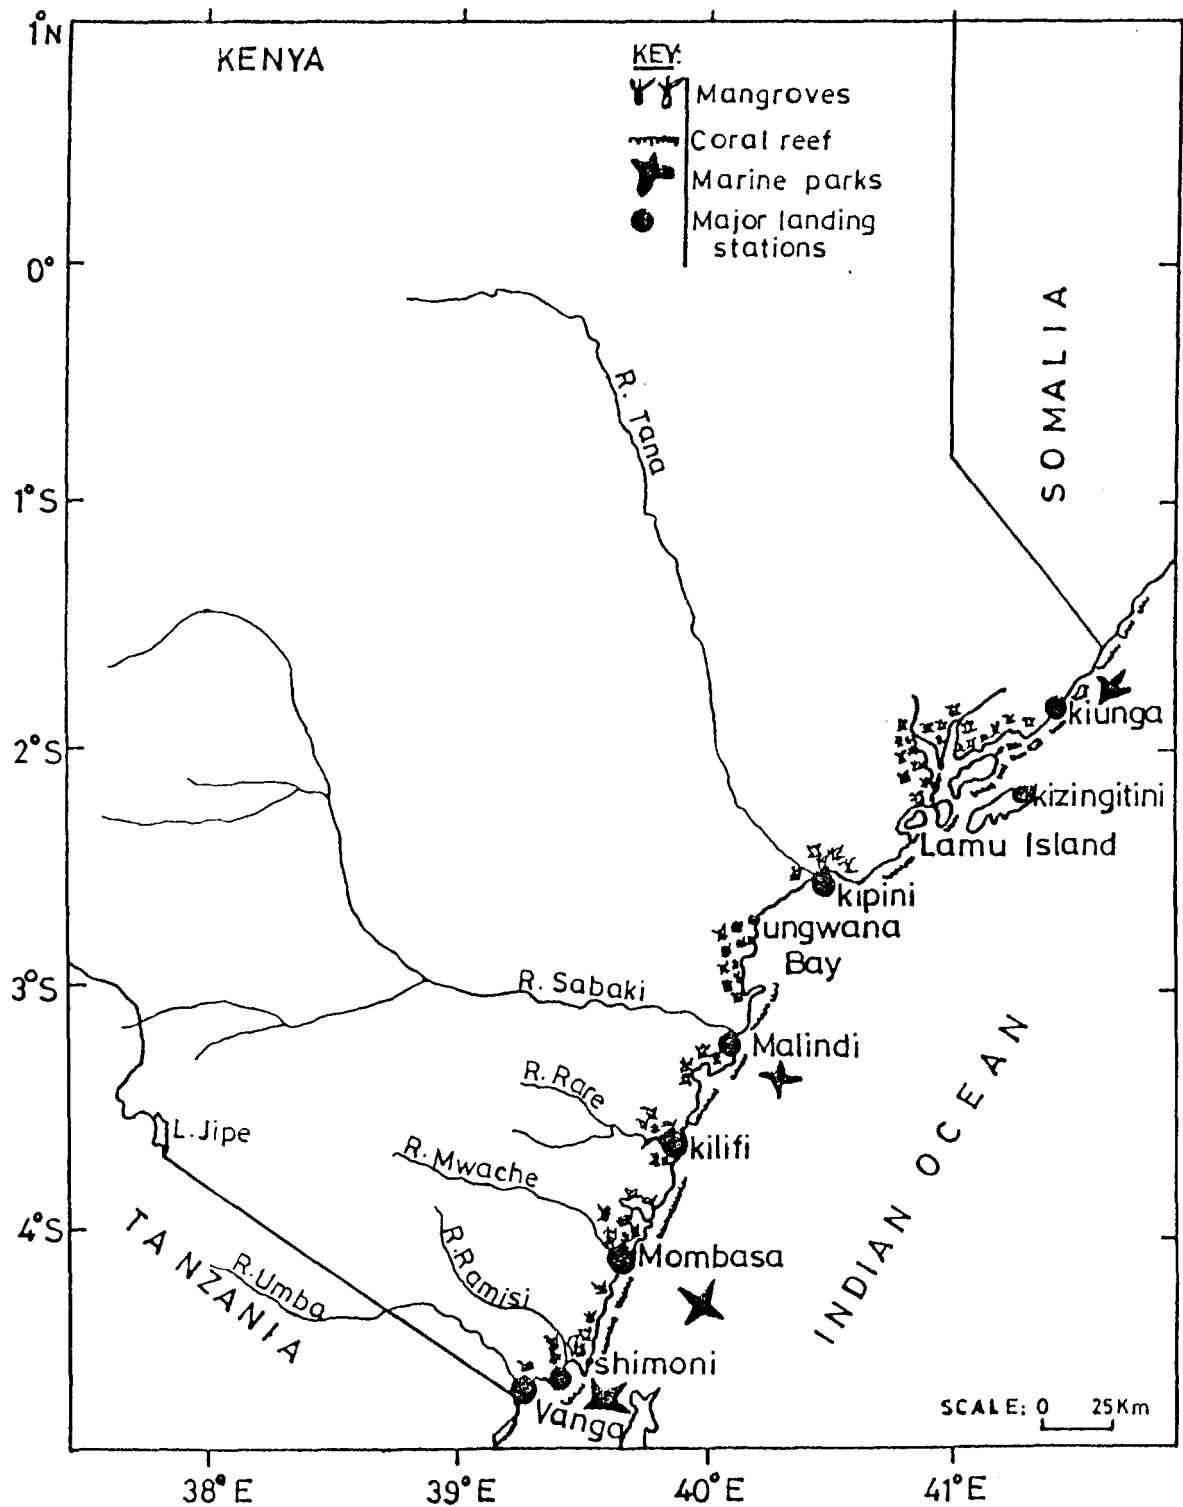 1°N
KENYA
KEY:
Mangroves
Coral reef
Marine parks
Major landing
stations
0°
SOMALIA
R. Tana
1°S
kiunga
2°S
kizingitini
Lamu Island
kipini
ungwana
Bay
3°S
R. Sabaki
Malindi
R. Rare
L. Jipe
kilifi
R. Mwache
INDIAN OCEAN
4°S
TANZANIA
Mombasa
R. Ramisi
R. Umba
shimoni
Vanga
SCALE: 0 25Km
38°E
39°E
40°E
41°E